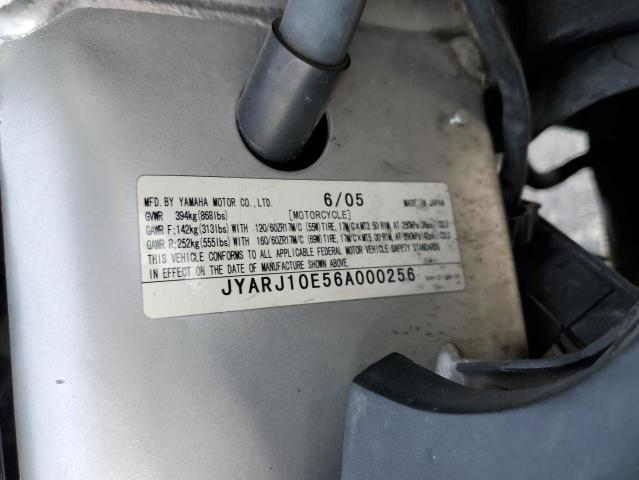 MFD. BY YAMAHA MOTOR CO., LTD. 6/05 MADE IN JAPAN
GVWR 394kg(868lbs) [MOTORCYCLE]
GAWR F;142kg(313lbs) WITH 120/60ZR17M/C (55W)TIRE, 17M/C×MT3.50 RIM, AT 250kPa(36psi) COLD
GAWR R;252kg(555lbs) WITH 160/60ZR17M/C (69W)TIRE, 17M/C×MT5.00 RIM, AT 290kPa(42psi) COLD
THIS VEHICLE CONFORMS TO ALL APPLICABLE FEDERAL MOTOR VEHICLE SAFETY STANDARDS
IN EFFECT ON THE DATE OF MANUFACTURE SHOWN ABOVE.
JYARJ10E56A000256